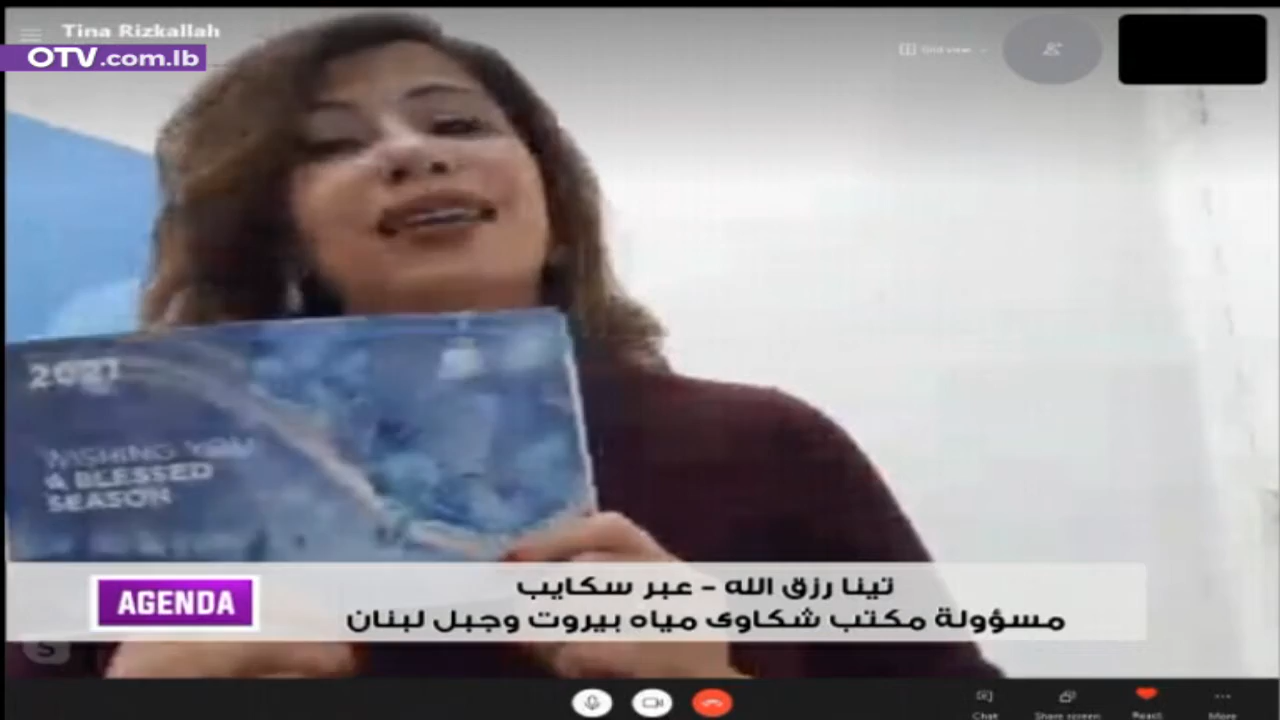 Tina Rizkallah
OTV.com.lb
Grid view
2021
WISHING YOU
A BLESSED
SEASON
AGENDA
تينا رزق الله - عبر سكايب
مسؤولة مكتب شكاوى مياه بيروت وجبل لبنان
S
Chat
Share screen
React
More